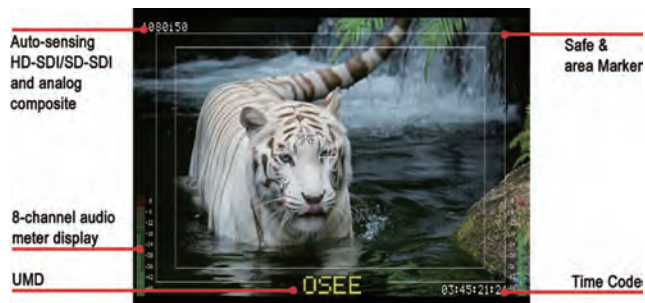 1080i50
Auto-sensing
HD-SDI/SD-SDI
and analog
composite
Safe &
area Marker
8-channel audio
meter display
UMD
OSEE
03:45:21:2
Time Code